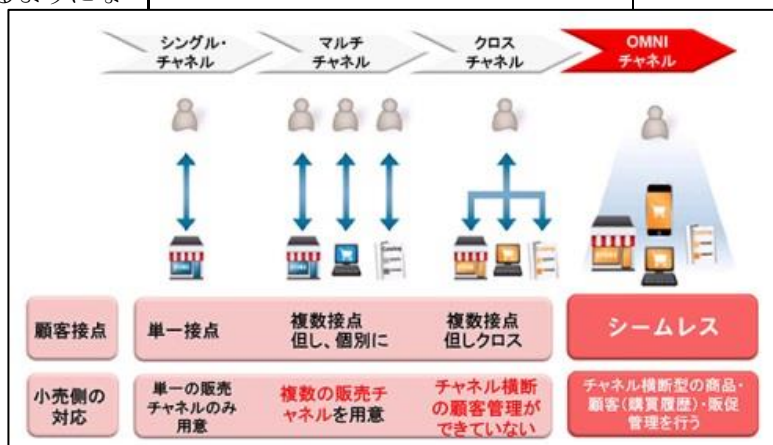 るようにな
シングル・
チャネル
マルチ
チャネル
クロス
チャネル
OMNI
チャネル
顧客接点
単一接点
複数接点
但し、個別に
複数接点
但しクロス
シームレス
小売側の
対応
単一の販売
チャネルのみ
用意
複数の販売チ
ャネルを用意
チャネル横断
の顧客管理が
できていない
チャネル横断型の商品・
顧客(購買履歴)・販促
管理を行う